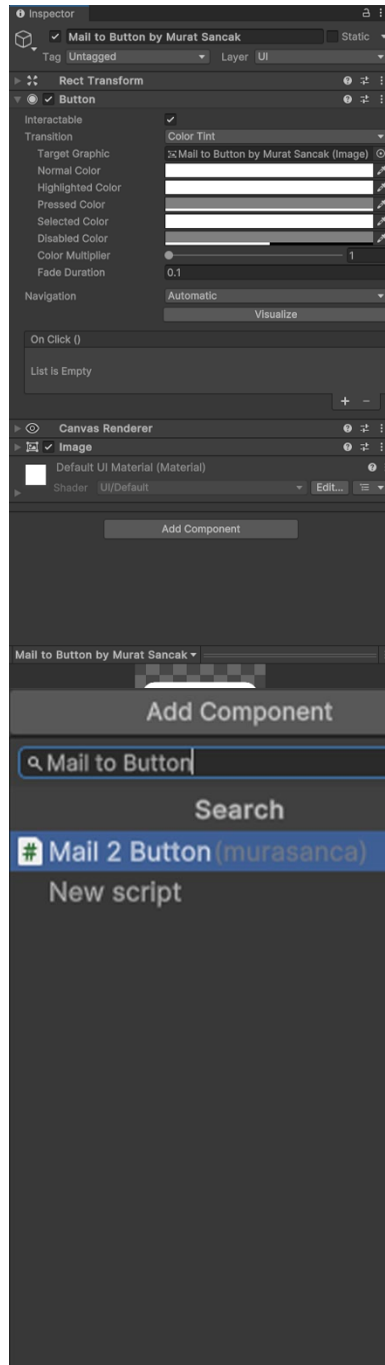 Inspector
Mail to Button by Murat Sancak Static
Tag Untagged Layer UI
Rect Transform
Button
Interactable
Transition Color Tint
Target Graphic Mail to Button by Murat Sancak (Image)
Normal Color
Highlighted Color
Pressed Color
Selected Color
Disabled Color
Color Multiplier 1
Fade Duration 0.1
Navigation Automatic
Visualize
On Click ()
List is Empty
+ −
Canvas Renderer
Image
Default UI Material (Material)
Shader UI/Default Edit...
Add Component
Mail to Button by Murat Sancak
Add Component
Mail to Button
Search
# Mail 2 Button (murasanca)
New script